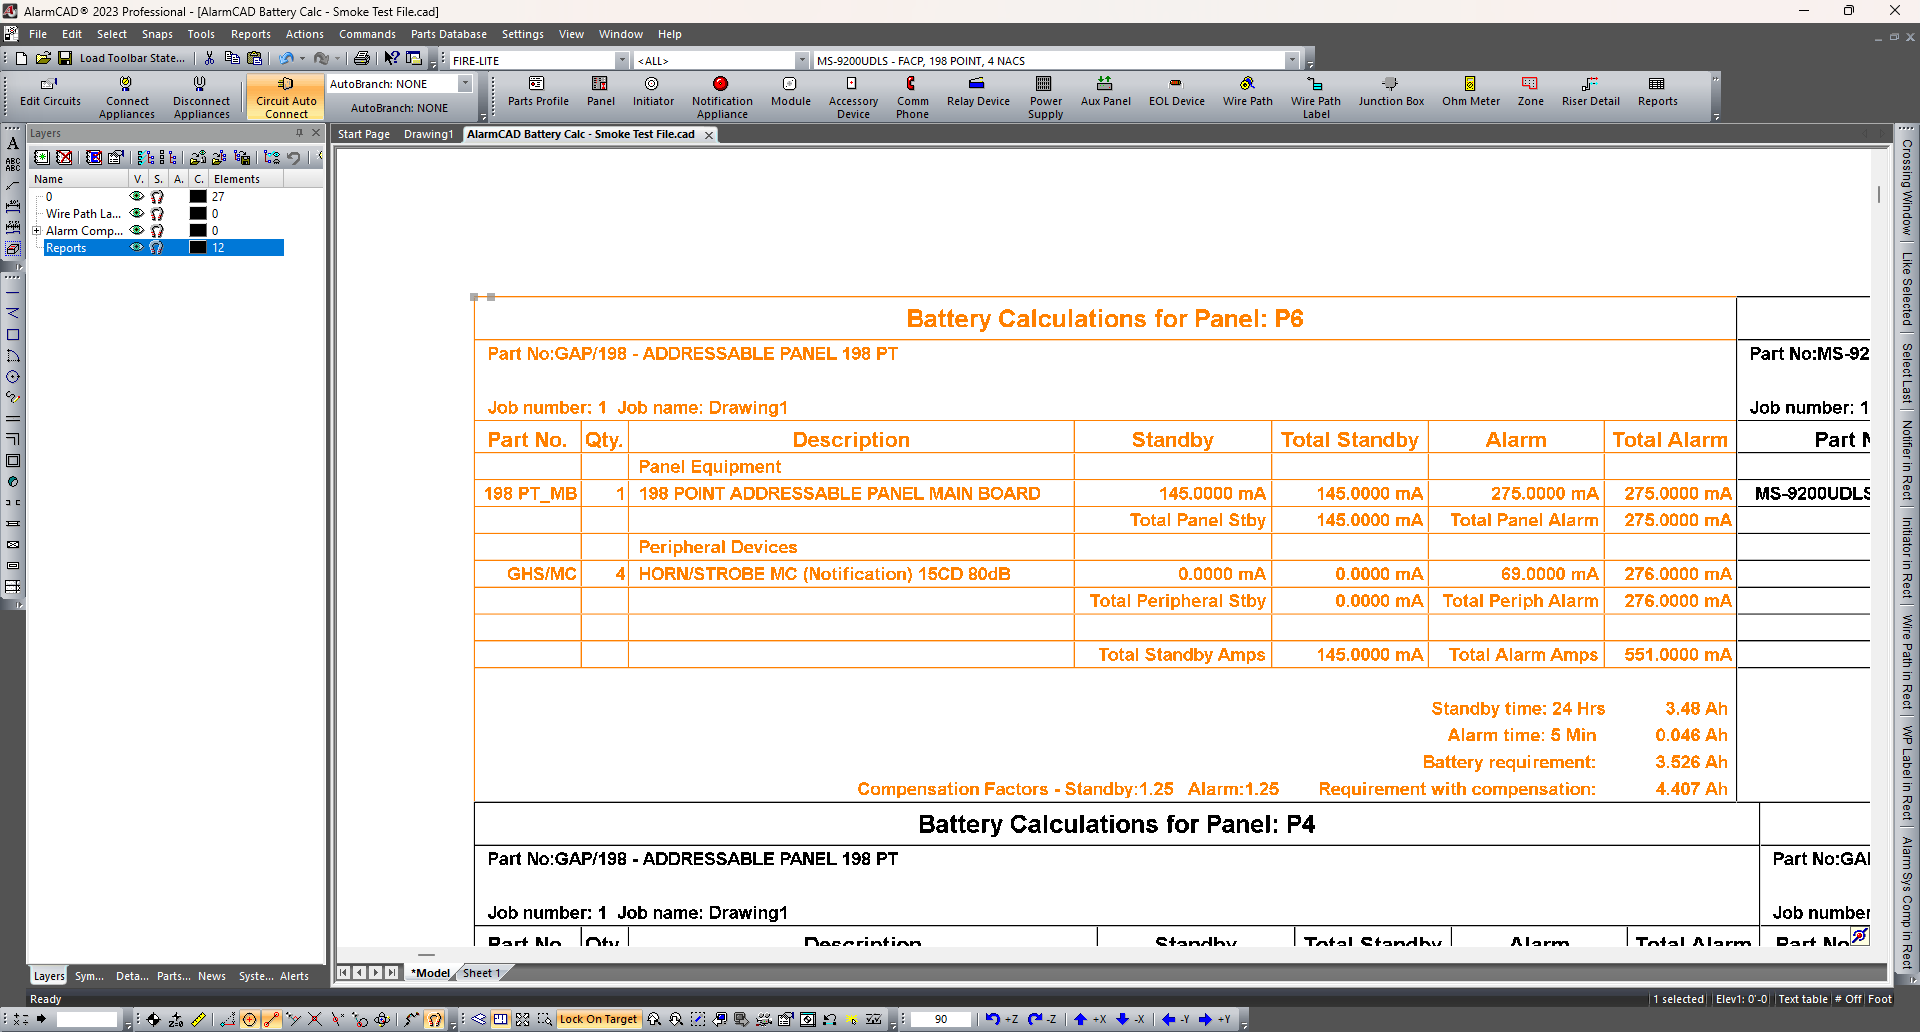 AlarmCAD® 2023 Professional - [AlarmCAD Battery Calc - Smoke Test File.cad]
File Edit Select Snaps Tools Reports Actions Commands Parts Database Settings View Window Help
Load Toolbar State... FIRE-LITE <ALL> MS-9200UDLS - FACP, 198 POINT, 4 NACS
Edit Circuits
Connect Appliances
Disconnect Appliances
Circuit Auto Connect
AutoBranch: NONE
AutoBranch: NONE
Parts Profile
Panel
Initiator
Notification Appliance
Module
Accessory Device
Comm Phone
Relay Device
Power Supply
Aux Panel
EOL Device
Wire Path
Wire Path Label
Junction Box
Ohm Meter
Zone
Riser Detail
Reports
Layers
Start Page Drawing1 AlarmCAD Battery Calc - Smoke Test File.cad
Name V. S. A. C. Elements
0 27
Wire Path La... 0
Alarm Comp... 0
Reports 12
A
ABC
ABC
Battery Calculations for Panel: P6
Part No:GAP/198 - ADDRESSABLE PANEL 198 PT
Job number: 1 Job name: Drawing1
Part No. Qty. Description Standby Total Standby Alarm Total Alarm
Panel Equipment
198 PT_MB 1 198 POINT ADDRESSABLE PANEL MAIN BOARD 145.0000 mA 145.0000 mA 275.0000 mA 275.0000 mA
Total Panel Stby 145.0000 mA Total Panel Alarm 275.0000 mA
Peripheral Devices
GHS/MC 4 HORN/STROBE MC (Notification) 15CD 80dB 0.0000 mA 0.0000 mA 69.0000 mA 276.0000 mA
Total Peripheral Stby 0.0000 mA Total Periph Alarm 276.0000 mA
Total Standby Amps 145.0000 mA Total Alarm Amps 551.0000 mA
Standby time: 24 Hrs 3.48 Ah
Alarm time: 5 Min 0.046 Ah
Battery requirement: 3.526 Ah
Compensation Factors - Standby:1.25 Alarm:1.25 Requirement with compensation: 4.407 Ah
Part No:MS-92
Job number: 1
Part N
MS-9200UDLS
Battery Calculations for Panel: P4
Part No:GAP/198 - ADDRESSABLE PANEL 198 PT
Job number: 1 Job name: Drawing1
Part No Qty Description Standby Total Standby Alarm Total Alarm
Part No:GAI
Job number
Part No
Crossing Window
Like Selected
Select Last
Notifier in Rect
Initiator in Rect
Wire Path in Rect
WP Label in Rect
Alarm Sys Comp in Rect
Layers Sym... Deta... Parts... News Syste... Alerts
*Model Sheet 1
Ready 1 selected Elev1: 0'-0 Text table # Off Foot
Lock On Target 90 +Z -Z +X -X -Y +Y